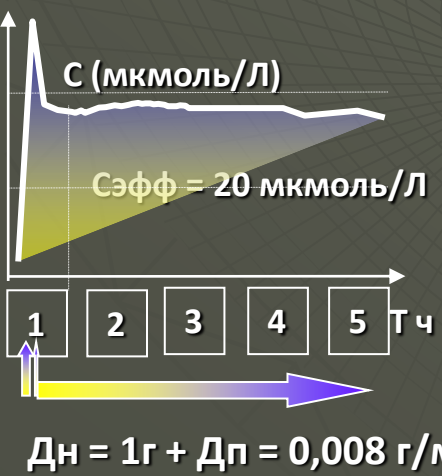 С (мкмоль/Л)
Сэфф = 20 мкмоль/Л
1 2 3 4 5 Т ч
Дн = 1г + Дп = 0,008 г/м